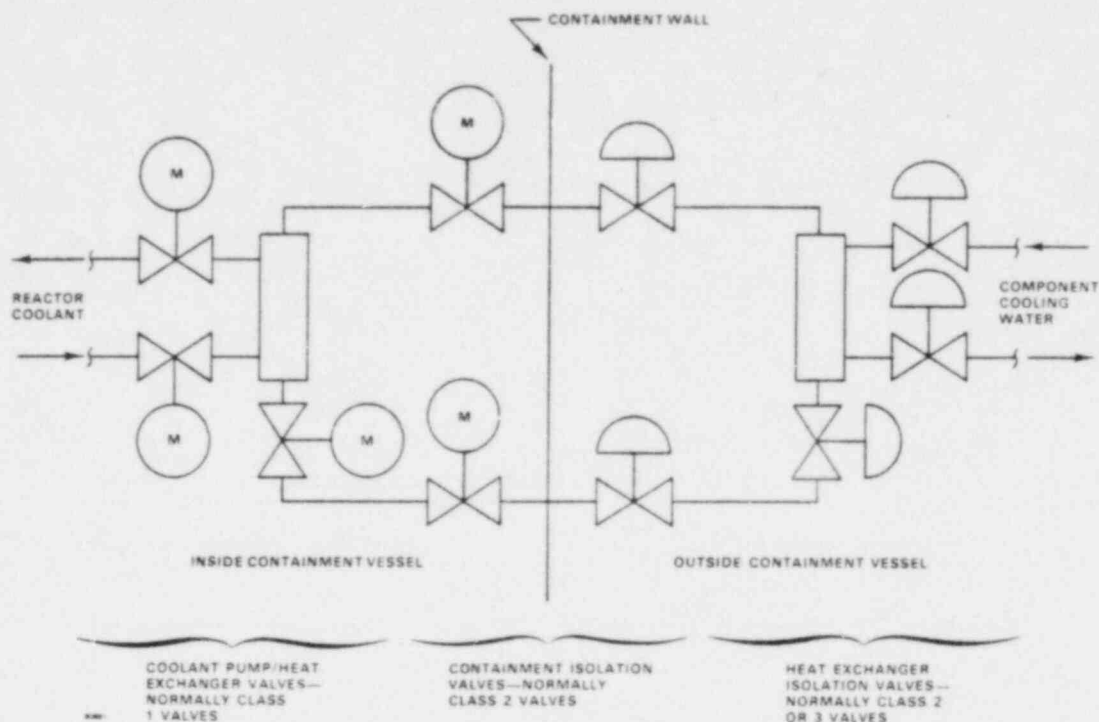 CONTAINMENT WALL
M
M
REACTOR
COOLANT
COMPONENT
COOLING
WATER
M
M
M
INSIDE CONTAINMENT VESSEL
OUTSIDE CONTAINMENT VESSEL
COOLANT PUMP/HEAT
EXCHANGER VALVES—
NORMALLY CLASS
1 VALVES
CONTAINMENT ISOLATION
VALVES—NORMALLY
CLASS 2 VALVES
HEAT EXCHANGER
ISOLATION VALVES—
NORMALLY CLASS 2
OR 3 VALVES